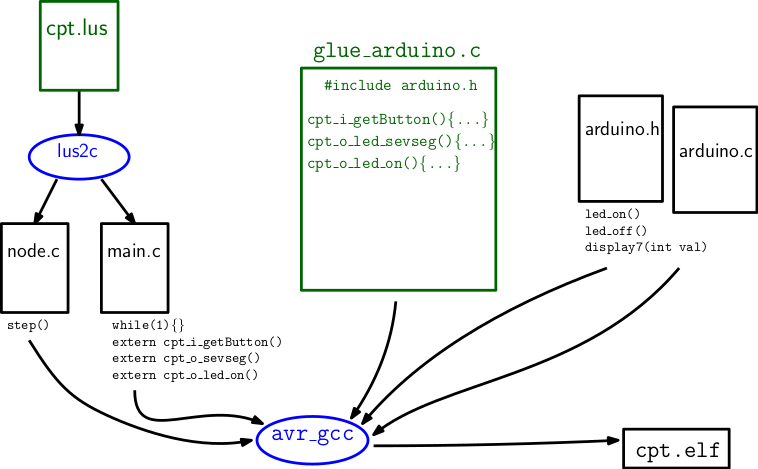 cpt.lus
lus2c
node.c
main.c
step()
while(1){}
extern cpt_i_getButton()
extern cpt_o_sevseg()
extern cpt_o_led_on()
glue_arduino.c
#include arduino.h
cpt_i_getButton(){...}
cpt_o_led_sevseg(){...}
cpt_o_led_on(){...}
arduino.h
arduino.c
led_on()
led_off()
display7(int val)
avr_gcc
cpt.elf